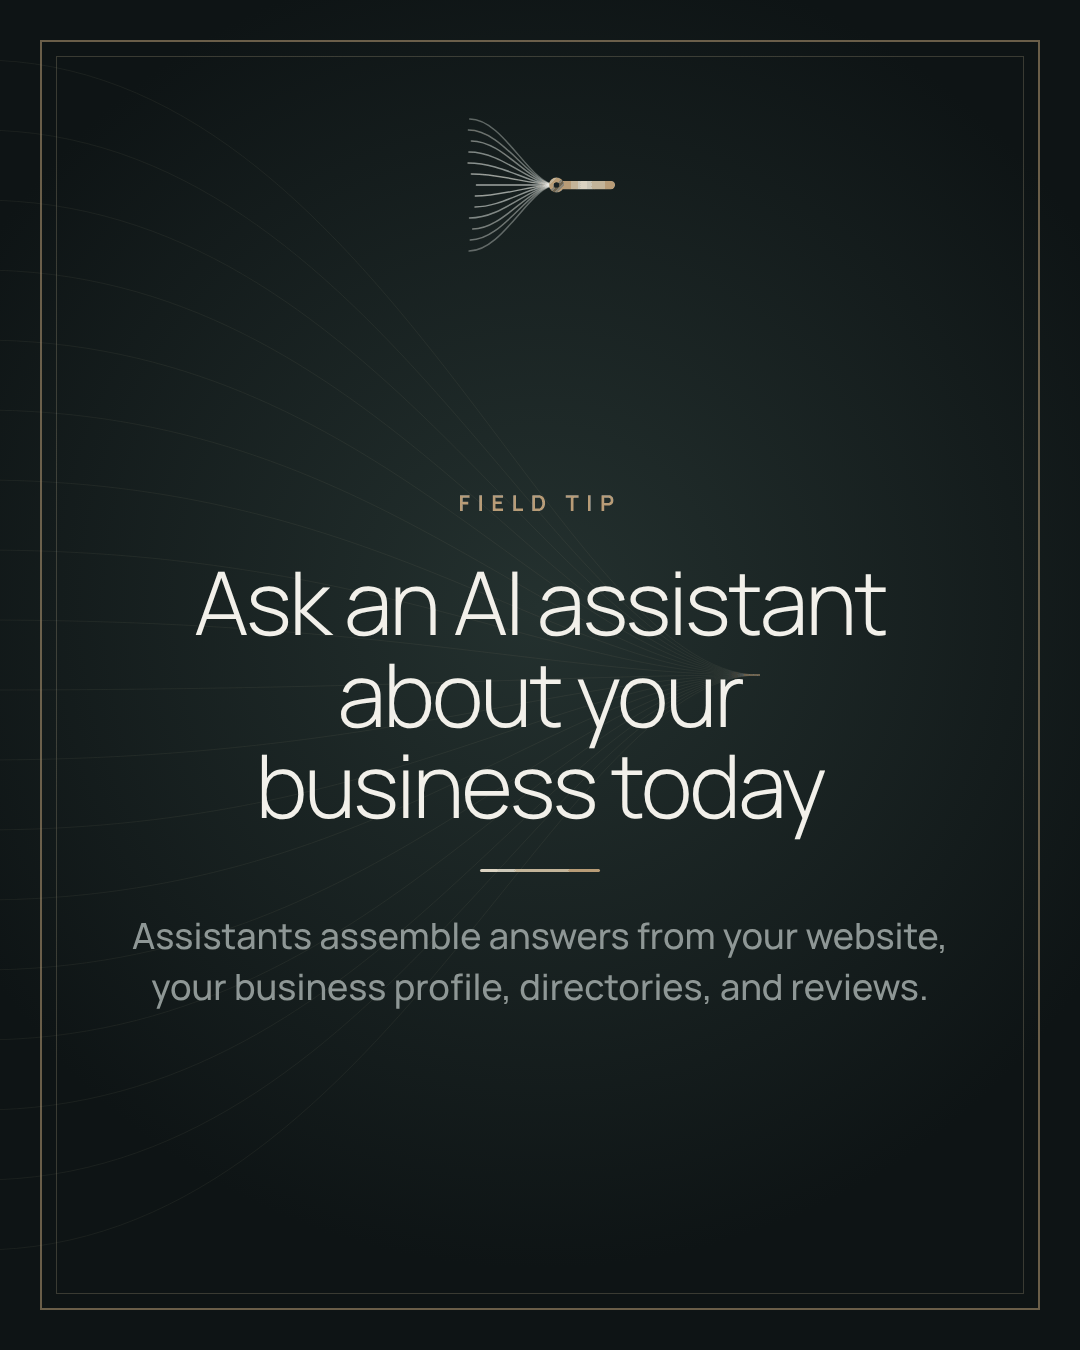 FIELD TIP
Ask an AI assistant
about your
business today
Assistants assemble answers from your website,
your business profile, directories, and reviews.